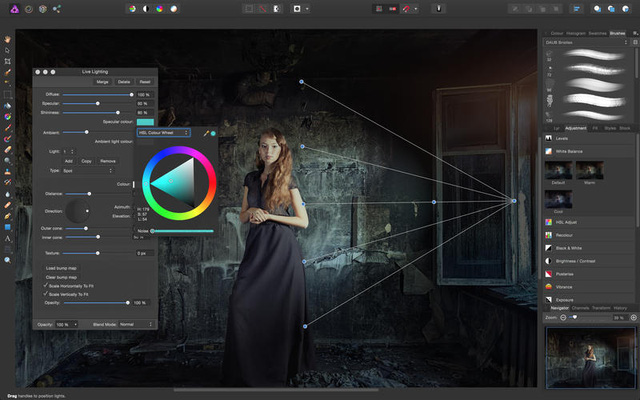 Live Lighting
Merge
Delete
Reset
Diffuse:
100 %
Specular:
60 %
Shininess:
80 %
Specular colour:
Ambient:
Ambient light colour:
Light:
1
Add
Copy
Remove
Type:
Spot
Colour:
Distance:
Direction:
Azimuth:
Elevation:
Outer cone:
Inner cone:
Texture:
0 px
Load bump map
Clear bump map
Scale Horizontally To Fit
Scale Vertically To Fit
Opacity:
100 %
Opacity:
100 %
Blend Mode:
Normal
HSL Colour Wheel
H: 178
S: 57
L: 54
Noise
Colour
Histogram
Swatches
Brushes
DAUB Brushes
Adjustment
FX
Styles
Stock
Levels
White Balance
Default
Warm
Cool
HSL Adjust
Recolour
Black & White
Brightness / Contrast
Posterise
Vibrance
Exposure
Navigator
Channels
Transform
History
Zoom:
Drag handles to position lights.